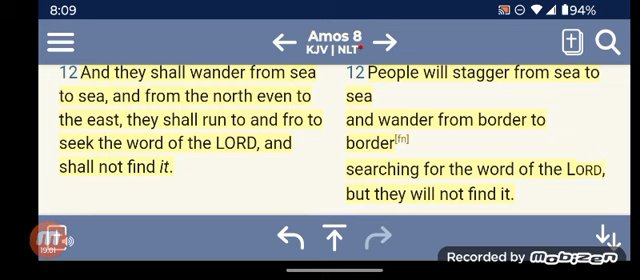 8:09
94%
Amos 8
KJV | NLT
12 And they shall wander from sea
to sea, and from the north even to
the east, they shall run to and fro to
seek the word of the LORD, and
shall not find it.
12 People will stagger from sea to
sea
and wander from border to
border[fn]
searching for the word of the LORD,
but they will not find it.
19:01
Recorded by MOBIZEN